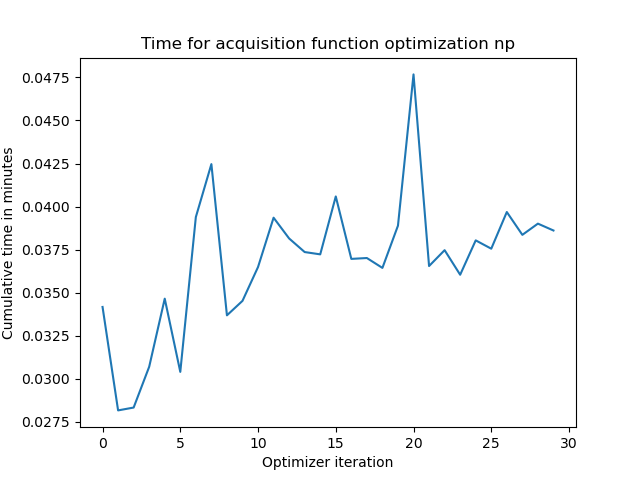 Time for acquisition function optimization np
Cumulative time in minutes
0.0475
0.0450
0.0425
0.0400
0.0375
0.0350
0.0325
0.0300
0.0275
0 5 10 15 20 25 30
Optimizer iteration